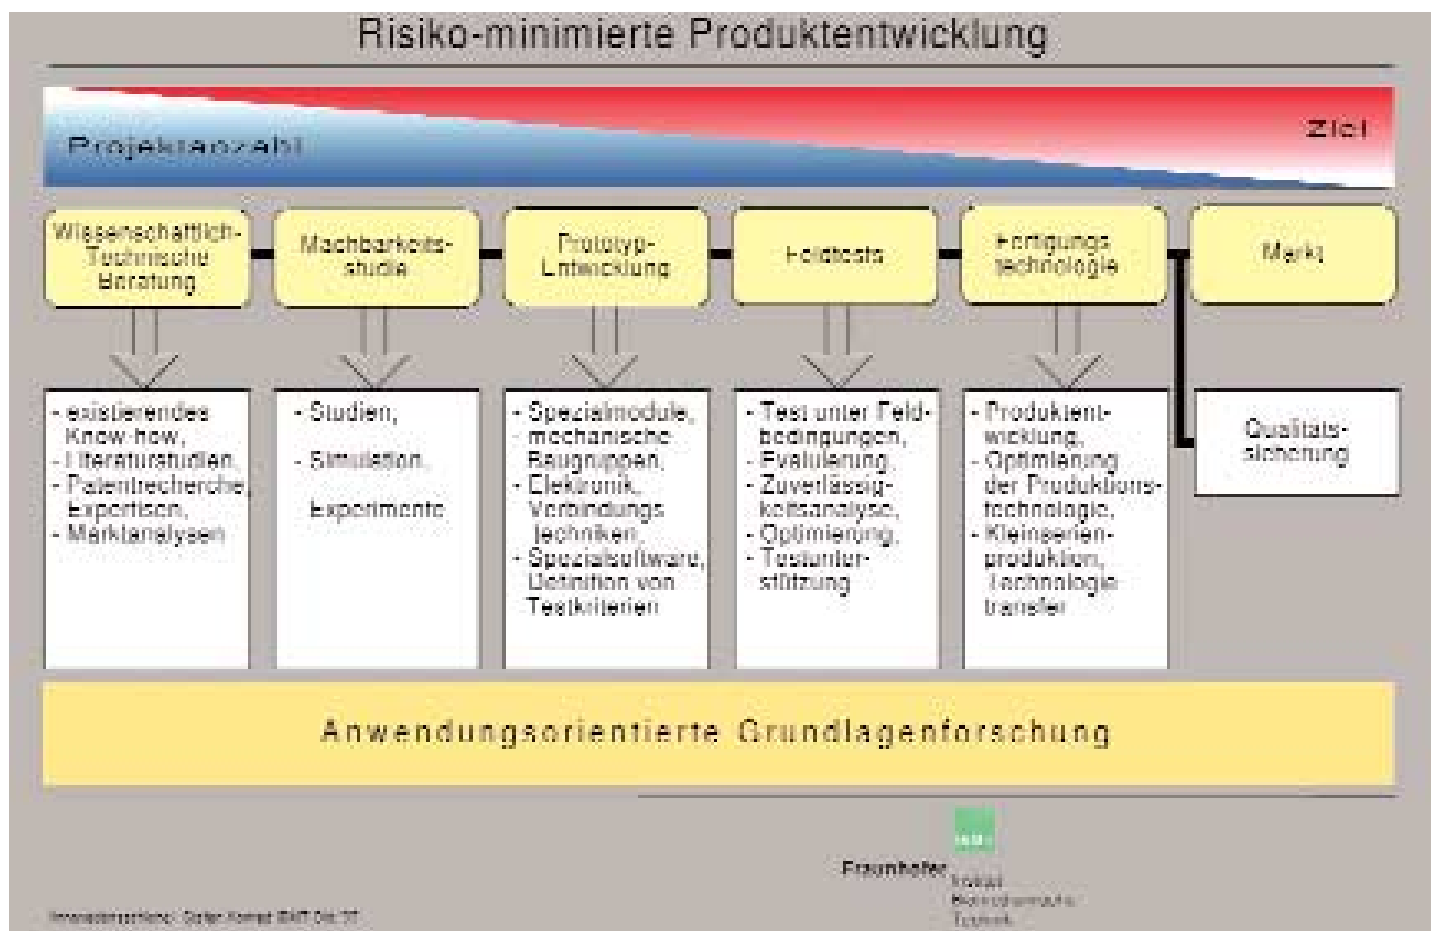 Risiko-minimierte Produktentwicklung
Projektanzahl
Ziel
Wissenschaftlich-
Technische
Beratung
Machbarkeits-
studie
Prototyp-
Entwicklung
Feldtests
Fertigungs
technologie
Markt
- existierendes
Know-how,
- Literaturstudien,
- Patentrecherche,
Expertisen,
- Marktanalysen
- Studien,
- Simulation,
Experimente
- Spezialmodule,
- mechanische
Baugruppen,
- Elektronik,
Verbindungs
Techniken,
- Spezialsoftware,
Definition von
Testkriterien
- Test unter Feld-
bedingungen,
- Evaluierung,
- Zuverlässig-
keitsanalyse,
- Optimierung,
- Testunter-
stützung
- Produktent-
wicklung,
- Optimierung
der Produktions-
technologie,
- Kleinserien-
produktion,
Technologie
transfer
Qualitäts-
sicherung
Anwendungsorientierte Grundlagenforschung
Fraunhofer
Institut
Biomedizinische
Technik